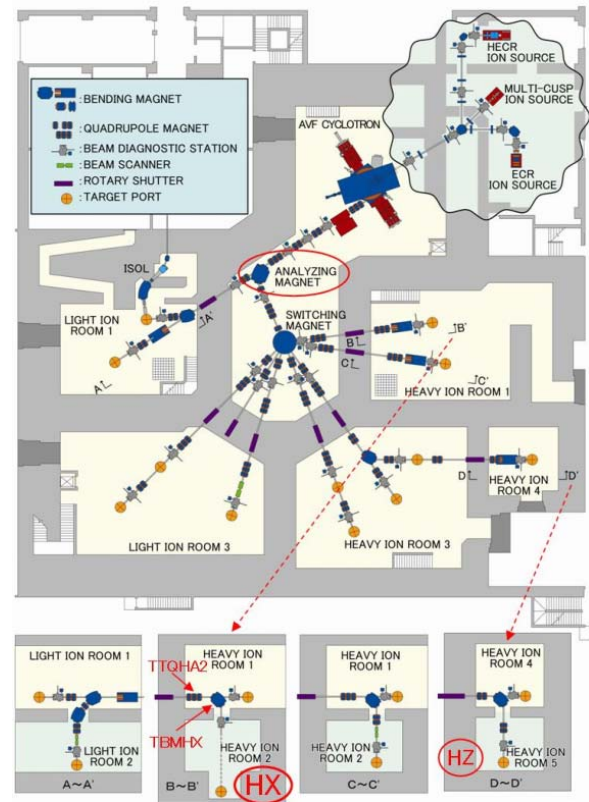 HECR
ION SOURCE
MULTI-CUSP
ION SOURCE
ECR
ION SOURCE
: BENDING MAGNET
: QUADRUPOLE MAGNET
: BEAM DIAGNOSTIC STATION
: BEAM SCANNER
: ROTARY SHUTTER
: TARGET PORT
AVF CYCLOTRON
ISOL
LIGHT ION
ROOM 1
A
A'
ANALYZING
MAGNET
SWITCHING
MAGNET
B
B'
C
C'
HEAVY ION ROOM 1
D
D'
HEAVY ION
ROOM 4
LIGHT ION ROOM 3
HEAVY ION ROOM 3
LIGHT ION ROOM 1
LIGHT ION
ROOM 2
A~A'
TTQHA2
TBMHX
HEAVY ION
ROOM 1
HEAVY ION
ROOM 2
HX
B~B'
HEAVY ION
ROOM 1
HEAVY ION
ROOM 2
C~C'
HEAVY ION
ROOM 4
HZ
HEAVY ION
ROOM 5
D~D'